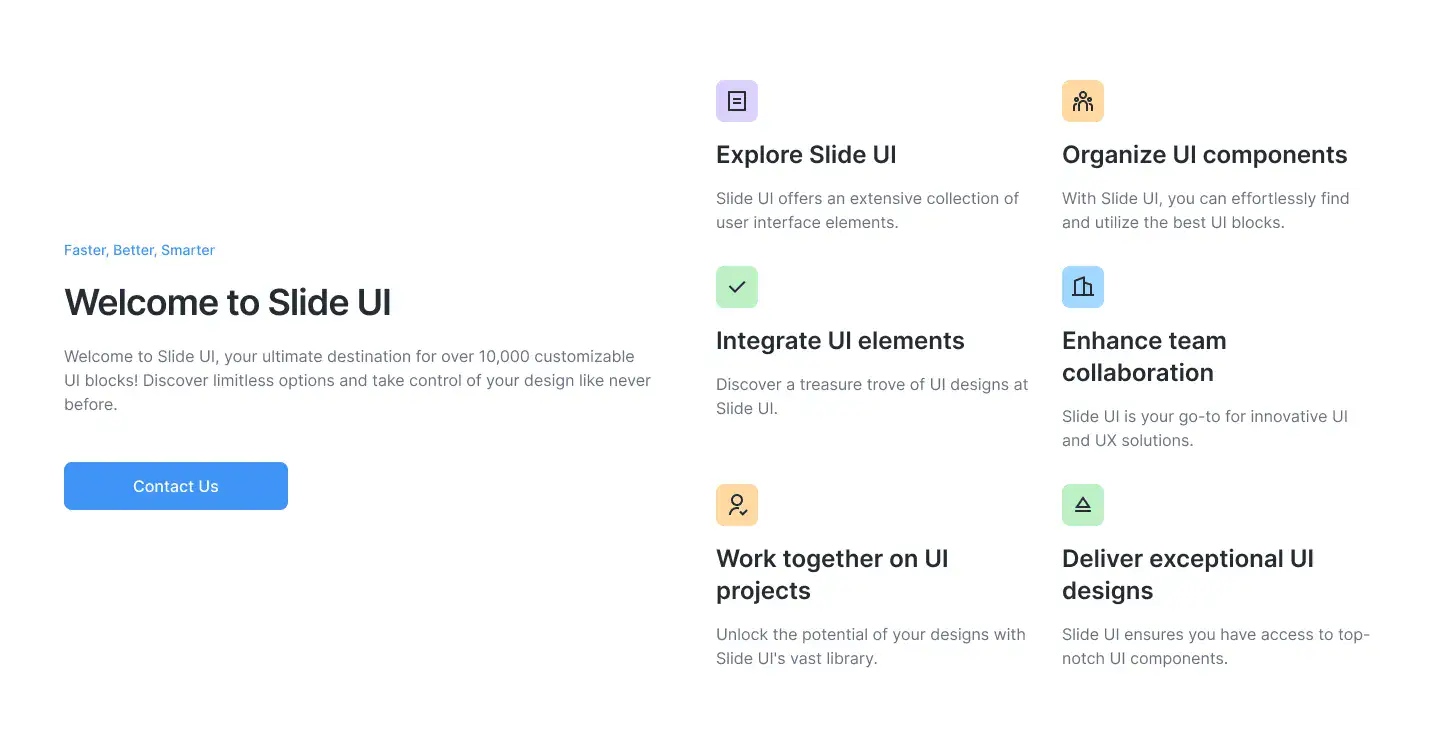 Faster, Better, Smarter
Welcome to Slide UI
Welcome to Slide UI, your ultimate destination for over 10,000 customizable
UI blocks! Discover limitless options and take control of your design like never
before.
Contact Us
Explore Slide UI
Slide UI offers an extensive collection of
user interface elements.
Organize UI components
With Slide UI, you can effortlessly find
and utilize the best UI blocks.
Integrate UI elements
Discover a treasure trove of UI designs at
Slide UI.
Enhance team
collaboration
Slide UI is your go-to for innovative UI
and UX solutions.
Work together on UI
projects
Unlock the potential of your designs with
Slide UI's vast library.
Deliver exceptional UI
designs
Slide UI ensures you have access to top-
notch UI components.